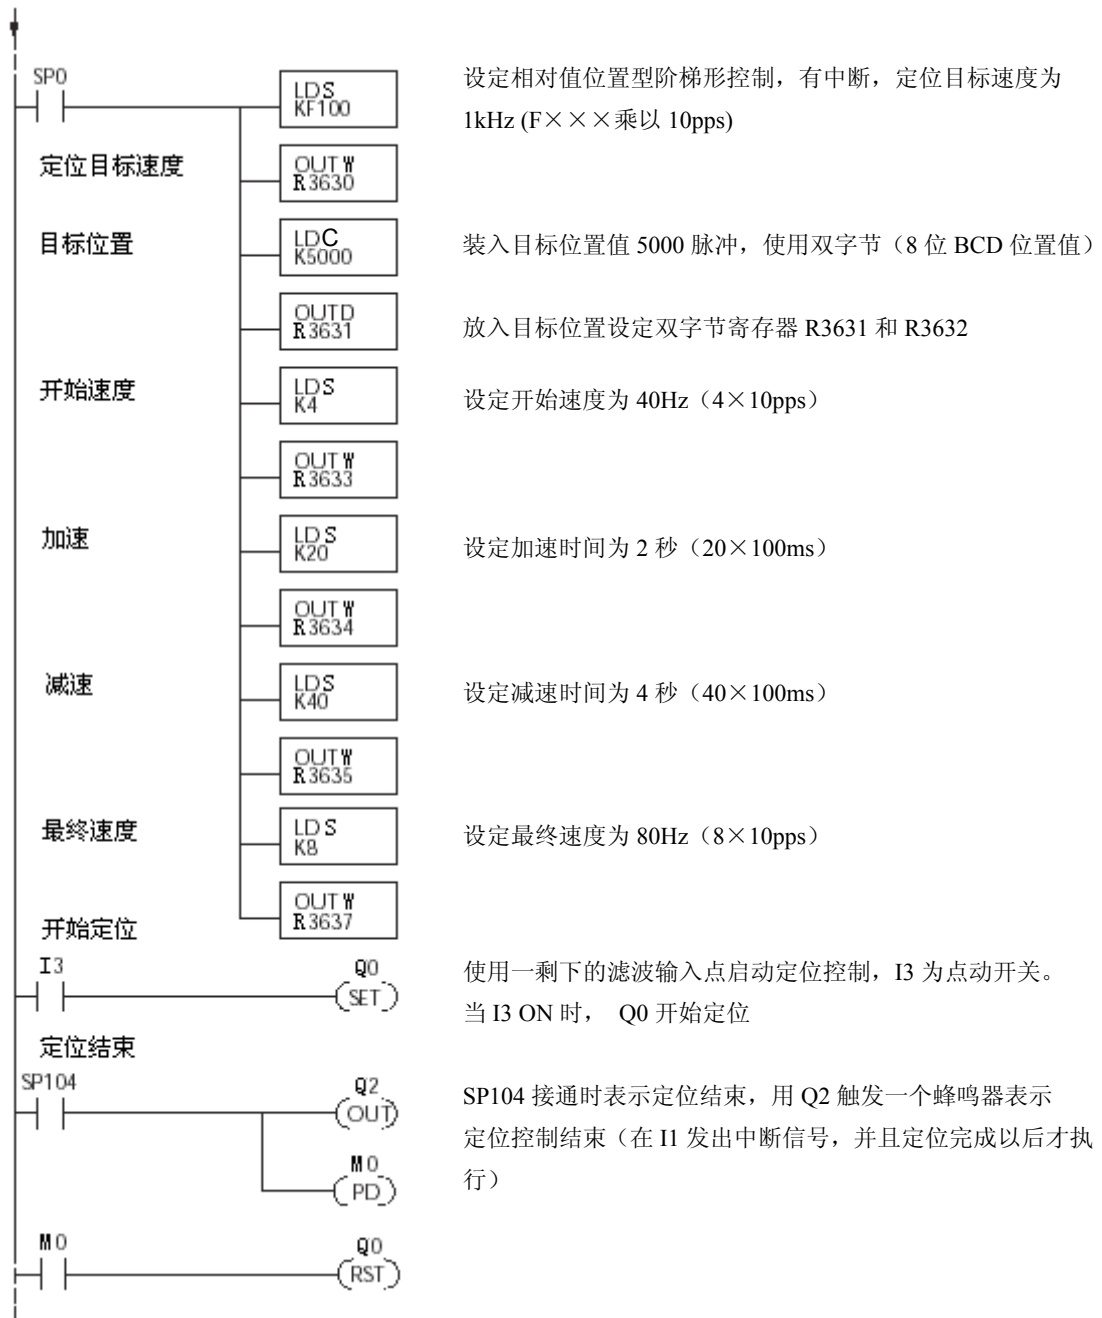 SP0
LDS
KF100
设定相对值位置型阶梯形控制，有中断，定位目标速度为
1kHz (F×××乘以 10pps)
定位目标速度
OUTW
R3630
目标位置
LDC
K5000
装入目标位置值 5000 脉冲，使用双字节（8 位 BCD 位置值）
OUTD
R3631
放入目标位置设定双字节寄存器 R3631 和 R3632
开始速度
LDS
K4
设定开始速度为 40Hz（4×10pps）
OUTW
R3633
加速
LDS
K20
设定加速时间为 2 秒（20×100ms）
OUTW
R3634
减速
LDS
K40
设定减速时间为 4 秒（40×100ms）
OUTW
R3635
最终速度
LDS
K8
设定最终速度为 80Hz（8×10pps）
OUTW
R3637
开始定位
I3
Q0
SET
使用一剩下的滤波输入点启动定位控制，I3 为点动开关。
当 I3 ON 时， Q0 开始定位
定位结束
SP104
Q2
OUT
SP104 接通时表示定位结束，用 Q2 触发一个蜂鸣器表示
定位控制结束（在 I1 发出中断信号，并且定位完成以后才执
行）
M0
PD
M0
Q0
RST